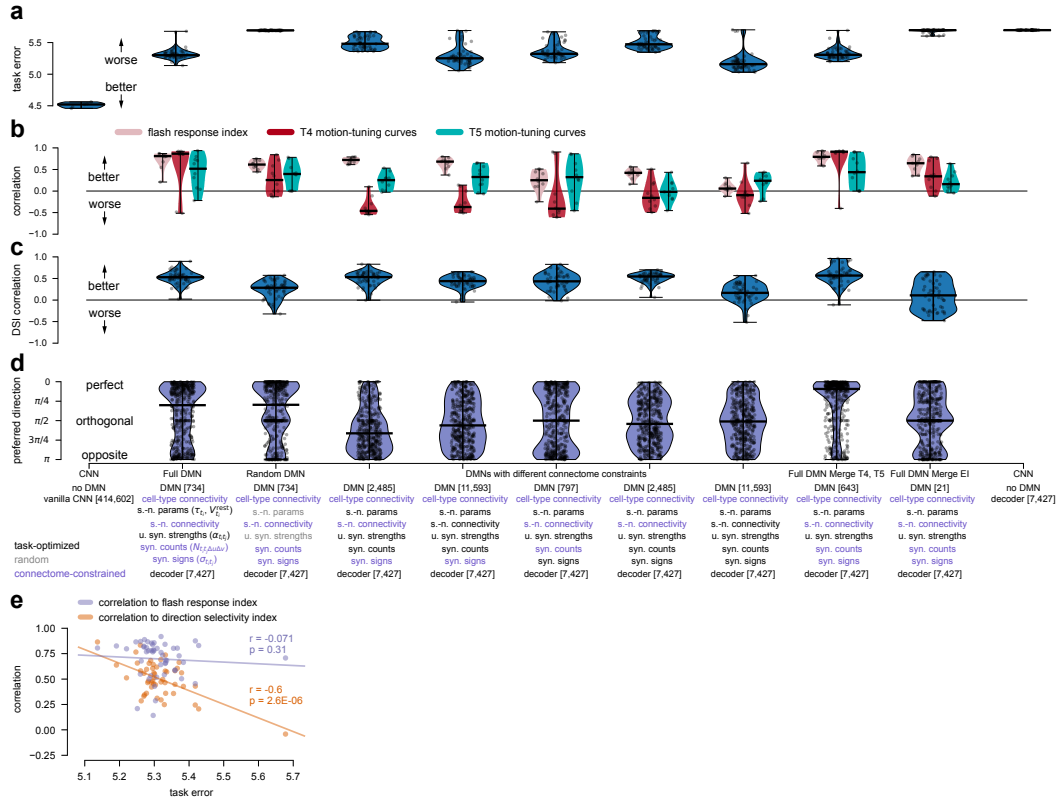 a
task error
5.5
5.0
4.5
worse
better
b
flash response index
T4 motion-tuning curves
T5 motion-tuning curves
correlation
1.0
0.5
0.0
−0.5
−1.0
better
worse
c
DSI correlation
1.0
0.5
0.0
−0.5
−1.0
better
worse
d
preferred direction
0
π/4
π/2
3π/4
π
perfect
orthogonal
opposite
CNN
no DMN
vanilla CNN [414,602]
task-optimized
random
connectome-constrained
Full DMN
DMN [734]
cell-type connectivity
s.-n. params (τti, Vti^rest)
s.-n. connectivity
u. syn. strengths (αtitj)
syn. counts (NtitjΔuΔv)
syn. signs (σtitj)
decoder [7,427]
Random DMN
DMN [734]
cell-type connectivity
s.-n. params
s.-n. connectivity
u. syn. strengths
syn. counts
syn. signs
decoder [7,427]
DMNs with different connectome constraints
DMN [2,485]
cell-type connectivity
s.-n. params
s.-n. connectivity
u. syn. strengths
syn. counts
syn. signs
decoder [7,427]
DMN [11,593]
cell-type connectivity
s.-n. params
s.-n. connectivity
u. syn. strengths
syn. counts
syn. signs
decoder [7,427]
DMN [797]
cell-type connectivity
s.-n. params
s.-n. connectivity
u. syn. strengths
syn. counts
syn. signs
decoder [7,427]
DMN [2,485]
cell-type connectivity
s.-n. params
s.-n. connectivity
u. syn. strengths
syn. counts
syn. signs
decoder [7,427]
DMN [11,593]
cell-type connectivity
s.-n. params
s.-n. connectivity
u. syn. strengths
syn. counts
syn. signs
decoder [7,427]
Full DMN Merge T4, T5
DMN [643]
cell-type connectivity
s.-n. params
s.-n. connectivity
u. syn. strengths
syn. counts
syn. signs
decoder [7,427]
Full DMN Merge EI
DMN [21]
cell-type connectivity
s.-n. params
s.-n. connectivity
u. syn. strengths
syn. counts
syn. signs
decoder [7,427]
CNN
no DMN
decoder [7,427]
e
correlation to flash response index
correlation to direction selectivity index
correlation
1.00
0.75
0.50
0.25
0.00
−0.25
r = -0.071
p = 0.31
r = -0.6
p = 2.6E-06
5.1
5.2
5.3
5.4
5.5
5.6
5.7
task error